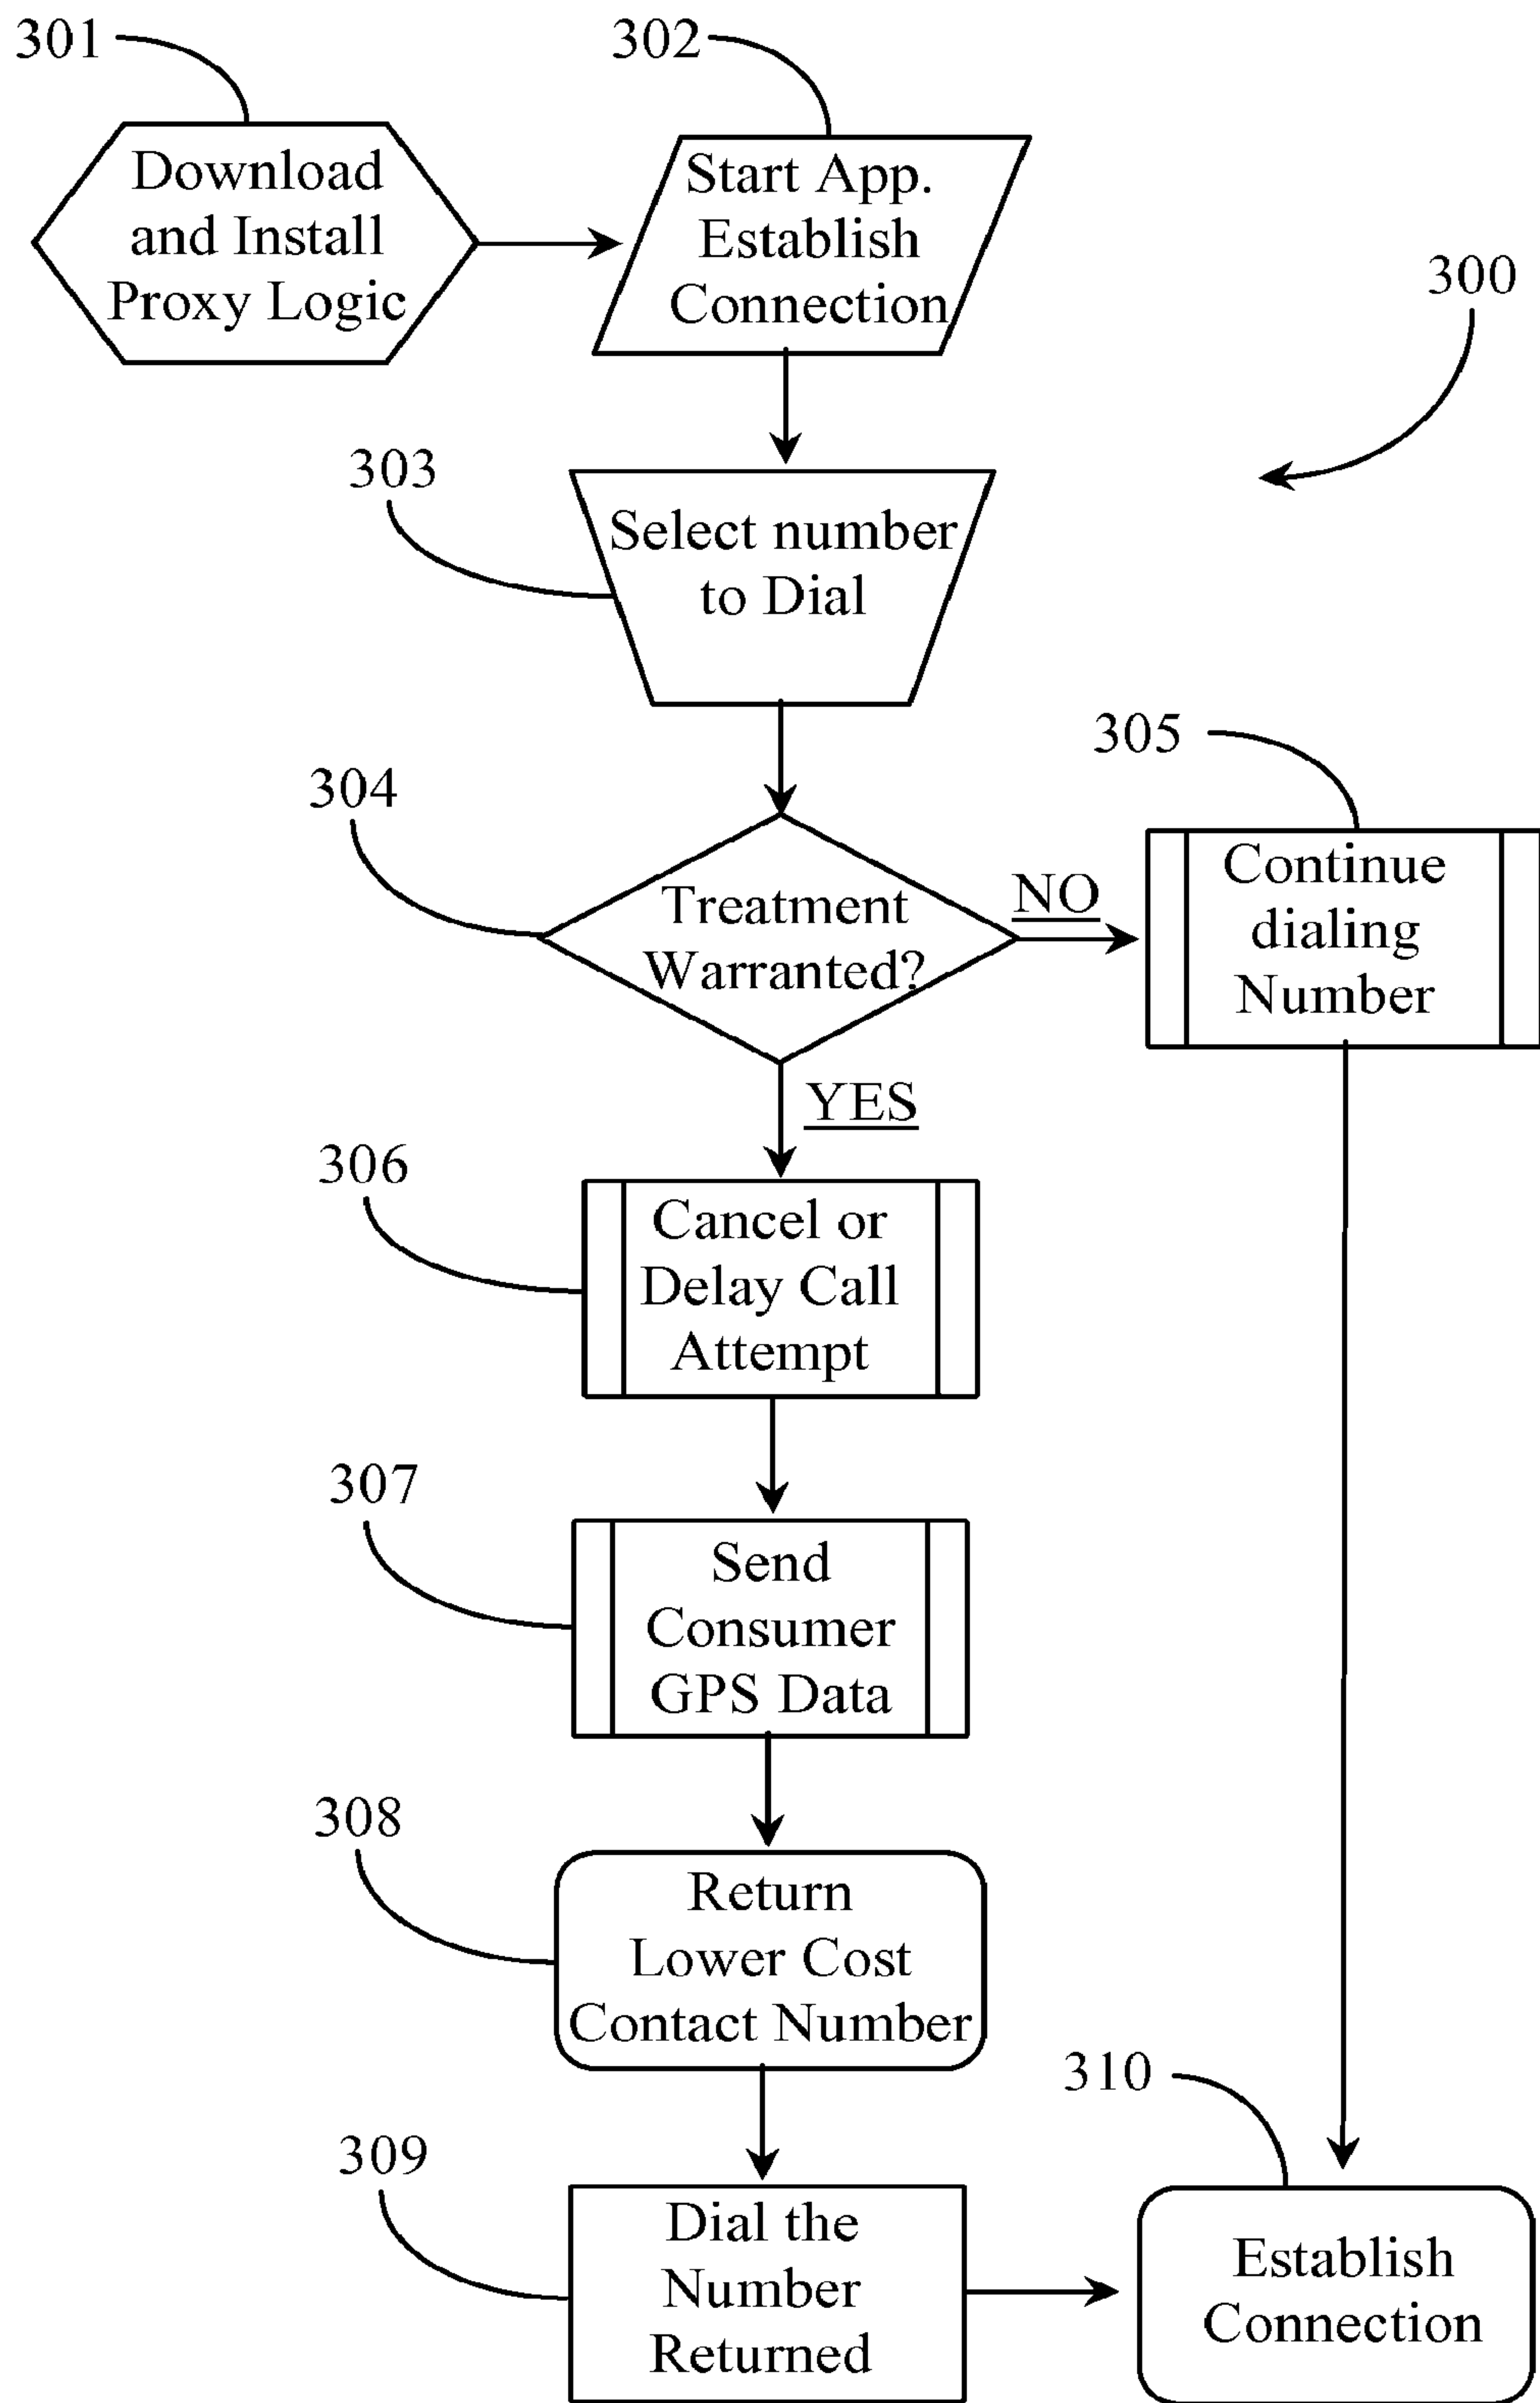 301
302
Download
and Install
Proxy Logic
Start App.
Establish
Connection
300
303
Select number
to Dial
304
Treatment
Warranted?
NO
305
Continue
dialing
Number
YES
306
Cancel or
Delay Call
Attempt
307
Send
Consumer
GPS Data
308
Return
Lower Cost
Contact Number
309
Dial the
Number
Returned
310
Establish
Connection